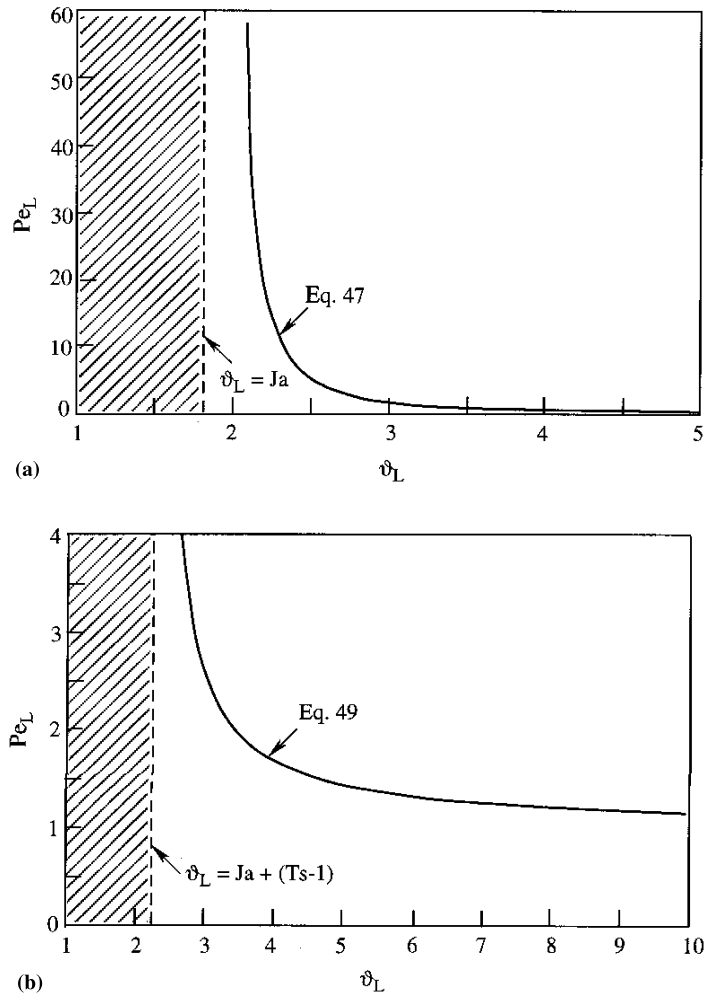 60
50
40
30
20
10
0
Pe_L
Eq. 47
ϑ_L = Ja
1 2 3 4 5
(a)
ϑ_L
4
3
2
1
0
Pe_L
Eq. 49
ϑ_L = Ja + (Ts-1)
1 2 3 4 5 6 7 8 9 10
(b)
ϑ_L